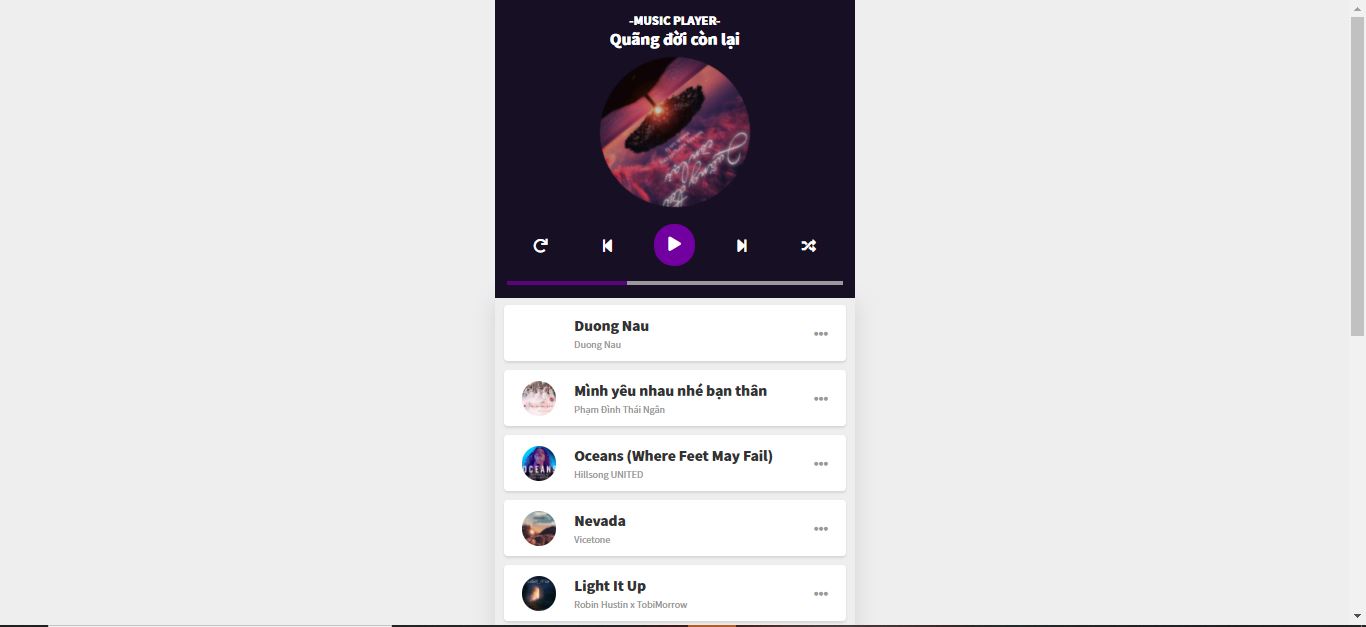 -MUSIC PLAYER-
Quãng đời còn lại
Duong Nau
Duong Nau
Mình yêu nhau nhé bạn thân
Phạm Đình Thái Ngân
OCEANS
Oceans (Where Feet May Fail)
Hillsong UNITED
Nevada
Vicetone
Light It Up
Robin Hustin x TobiMorrow